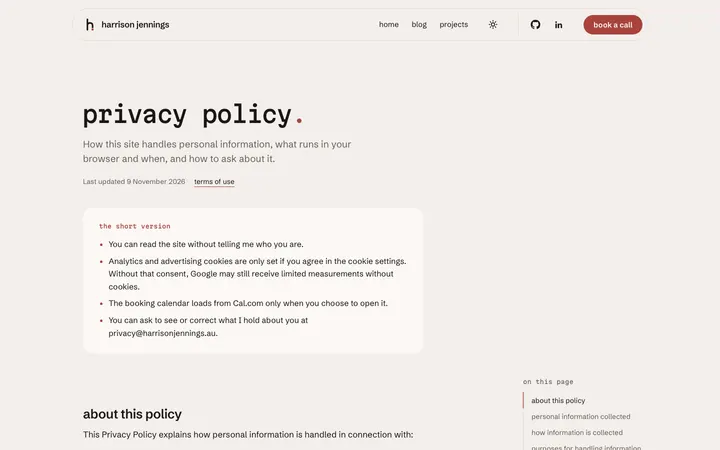 harrison jennings
home
blog
projects
book a call
privacy policy.
How this site handles personal information, what runs in your
browser and when, and how to ask about it.
Last updated 9 November 2026
terms of use
the short version
You can read the site without telling me who you are.
Analytics and advertising cookies are only set if you agree in the cookie settings.
Without that consent, Google may still receive limited measurements without
cookies.
The booking calendar loads from Cal.com only when you choose to open it.
You can ask to see or correct what I hold about you at
privacy@harrisonjennings.au.
on this page
about this policy
personal information collected
how information is collected
purposes for handling information
about this policy
This Privacy Policy explains how personal information is handled in connection with: